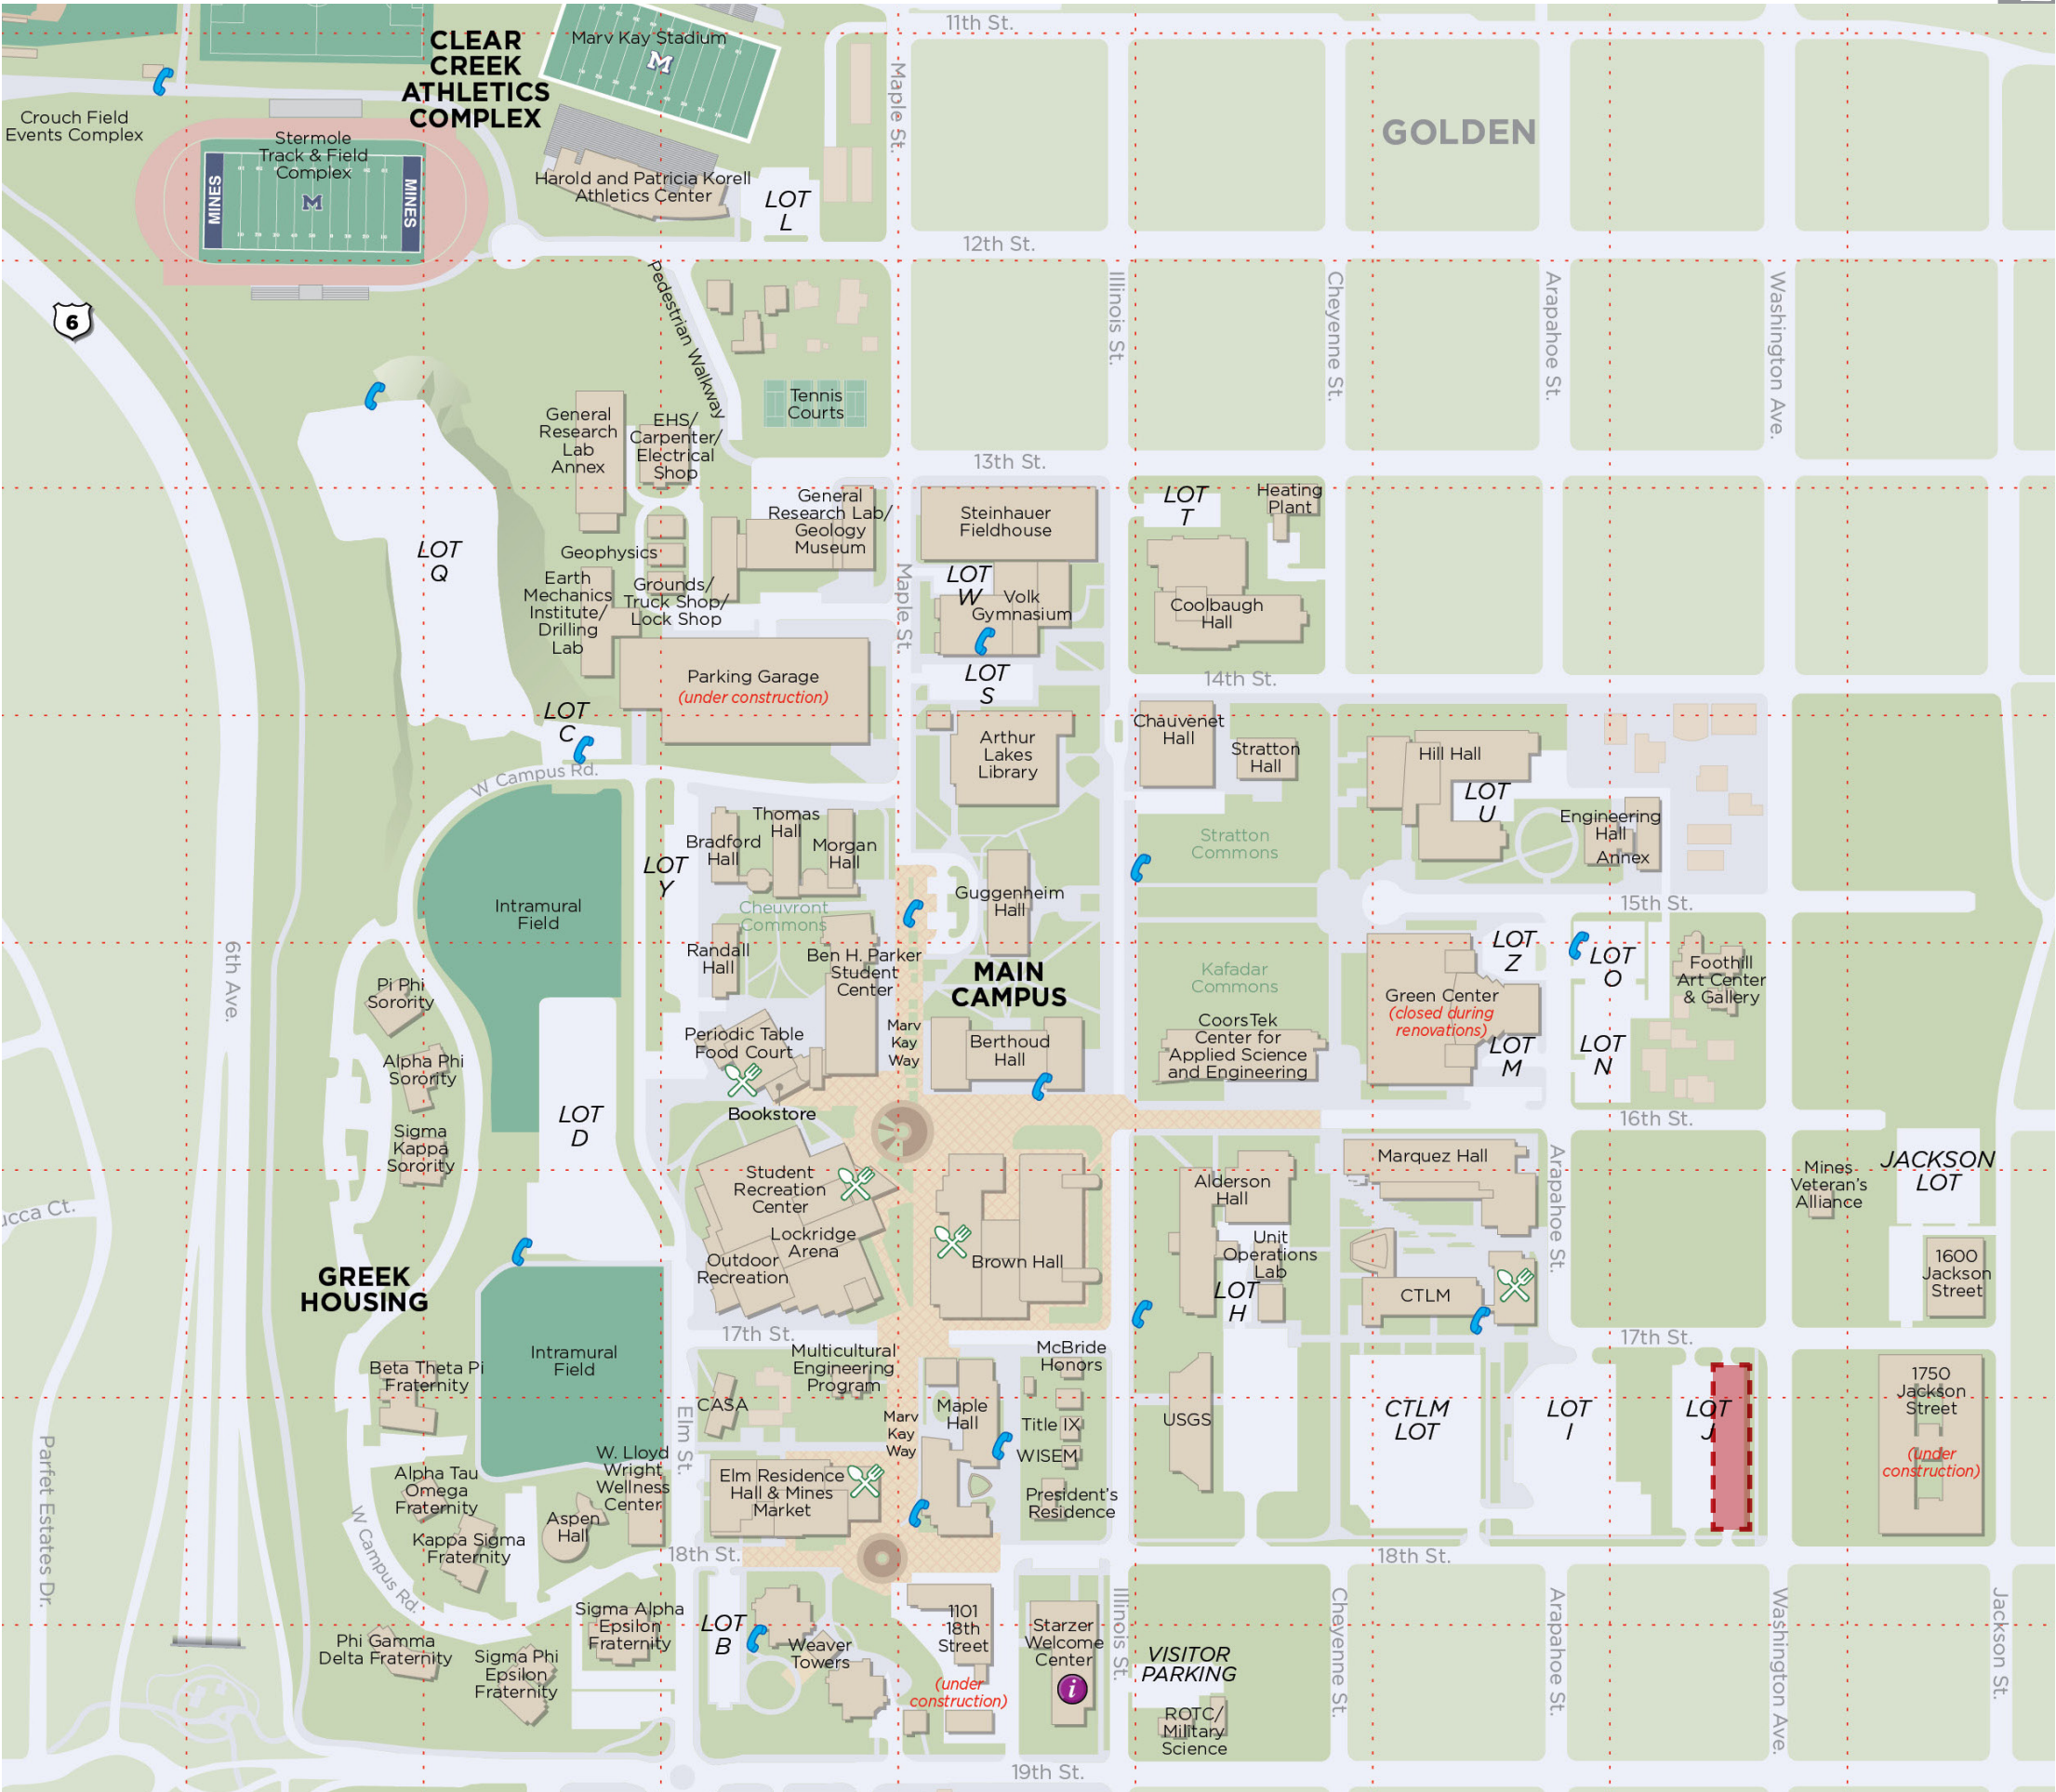 11th St.
CLEAR
CREEK
ATHLETICS
COMPLEX
Marv Kay Stadium
M
Maple St.
Crouch Field
Events Complex
Stermole
Track & Field
Complex
MINES
M
MINES
Harold and Patricia Korell
Athletics Center
LOT
L
GOLDEN
12th St.
6
Pedestrian Walkway
Illinois St.
Cheyenne St.
Arapahoe St.
Washington Ave.
Tennis
Courts
General
Research
Lab
Annex
EHS/
Carpenter/
Electrical
Shop
13th St.
General
Research Lab/
Geology
Museum
Steinhauer
Fieldhouse
LOT
T
Heating
Plant
LOT
Q
Geophysics
Earth
Mechanics
Institute/
Drilling
Lab
Grounds/
Truck Shop/
Lock Shop
Maple St.
LOT
W
Volk
Gymnasium
Coolbaugh
Hall
Parking Garage
(under construction)
LOT
S
14th St.
LOT
C
W Campus Rd.
Arthur
Lakes
Library
Chauvenet
Hall
Stratton
Hall
Hill Hall
LOT
U
Engineering
Hall
Annex
Bradford
Hall
Thomas
Hall
Morgan
Hall
LOT
Y
Stratton
Commons
Intramural
Field
Cheuvront
Commons
Guggenheim
Hall
15th St.
6th Ave.
Randall
Hall
Ben H. Parker
Student
Center
MAIN
CAMPUS
Kafadar
Commons
LOT
Z
LOT
O
Foothill
Art Center
& Gallery
Pi Phi
Sorority
Green Center
(closed during
renovations)
Periodic Table
Food Court
Marv
Kay
Way
Berthoud
Hall
CoorsTek
Center for
Applied Science
and Engineering
LOT
M
LOT
N
Alpha Phi
Sorority
Bookstore
LOT
D
16th St.
Sigma
Kappa
Sorority
Student
Recreation
Center
Lockridge
Arena
Outdoor
Recreation
Brown Hall
Alderson
Hall
Marquez Hall
Arapahoe St.
Mines
Veteran's
Alliance
JACKSON
LOT
ucca Ct.
Unit
Operations
Lab
LOT
H
CTLM
1600
Jackson
Street
GREEK
HOUSING
17th St.
17th St.
Intramural
Field
Multicultural
Engineering
Program
McBride
Honors
Beta Theta Pi
Fraternity
CASA
Marv
Kay
Way
Maple
Hall
Title IX
WISEM
USGS
CTLM
LOT
LOT
I
LOT
J
1750
Jackson
Street
(under
construction)
Elm St.
Parfet Estates Dr.
Alpha Tau
Omega
Fraternity
W. Lloyd
Wright
Wellness
Center
Elm Residence
Hall & Mines
Market
President's
Residence
W Campus Rd.
Kappa Sigma
Fraternity
Aspen
Hall
18th St.
18th St.
Phi Gamma
Delta Fraternity
Sigma Phi
Epsilon
Fraternity
Sigma Alpha
Epsilon
Fraternity
LOT
B
Weaver
Towers
1101
18th
Street
(under
construction)
Starzer
Welcome
Center
i
Illinois St.
VISITOR
PARKING
ROTC/
Military
Science
Cheyenne St.
Arapahoe St.
Washington Ave.
Jackson St.
19th St.